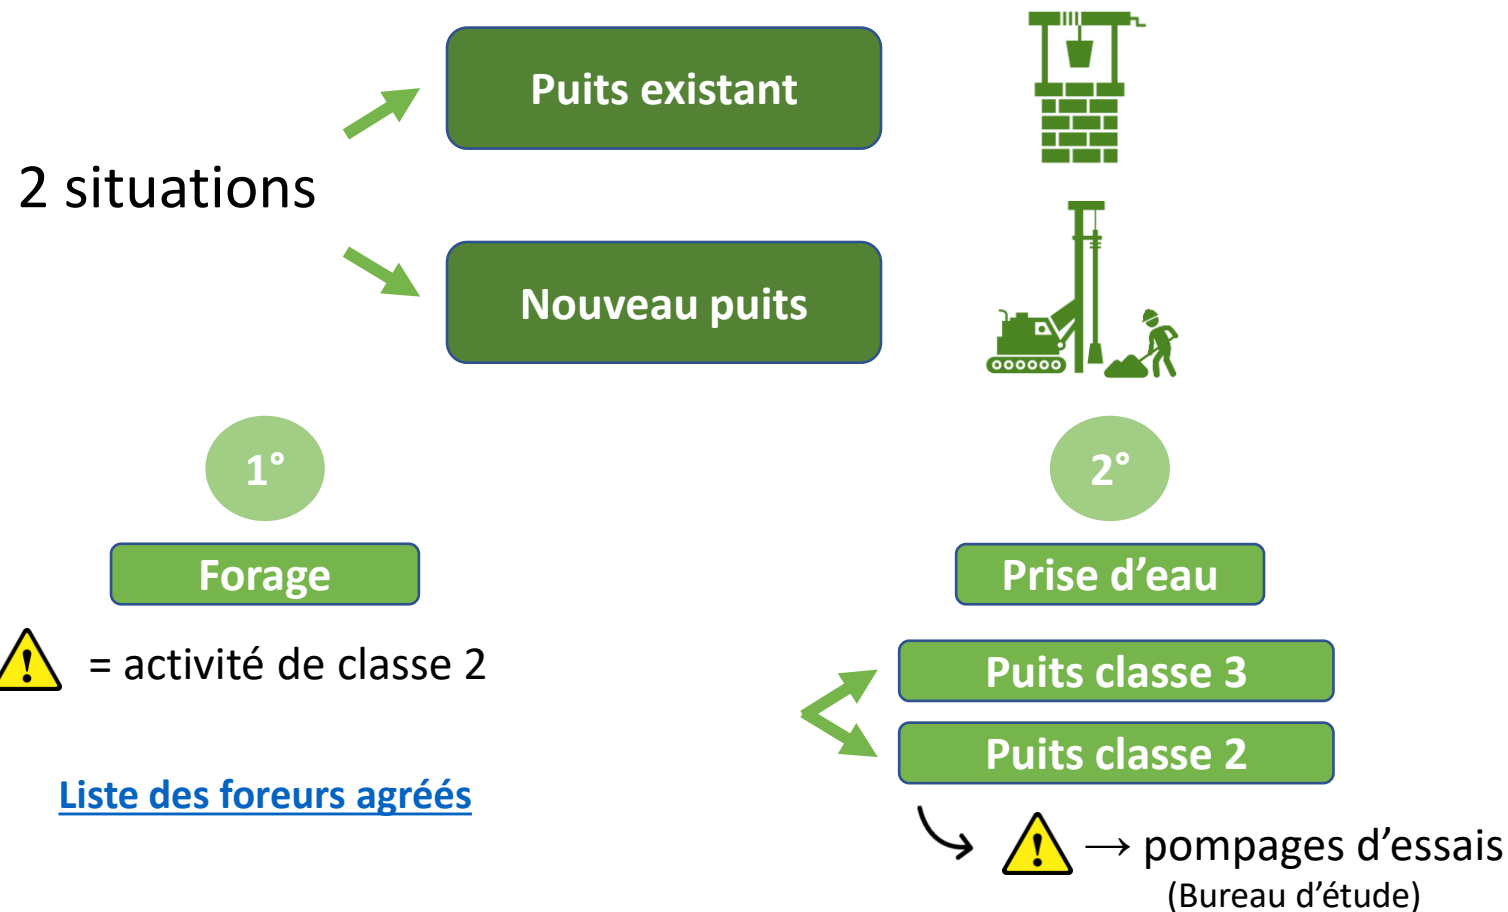 Puits existant
2 situations
Nouveau puits
1°
2°
Forage
Prise d’eau
= activité de classe 2
Puits classe 3
Puits classe 2
Liste des foreurs agréés
→ pompages d’essais
(Bureau d’étude)